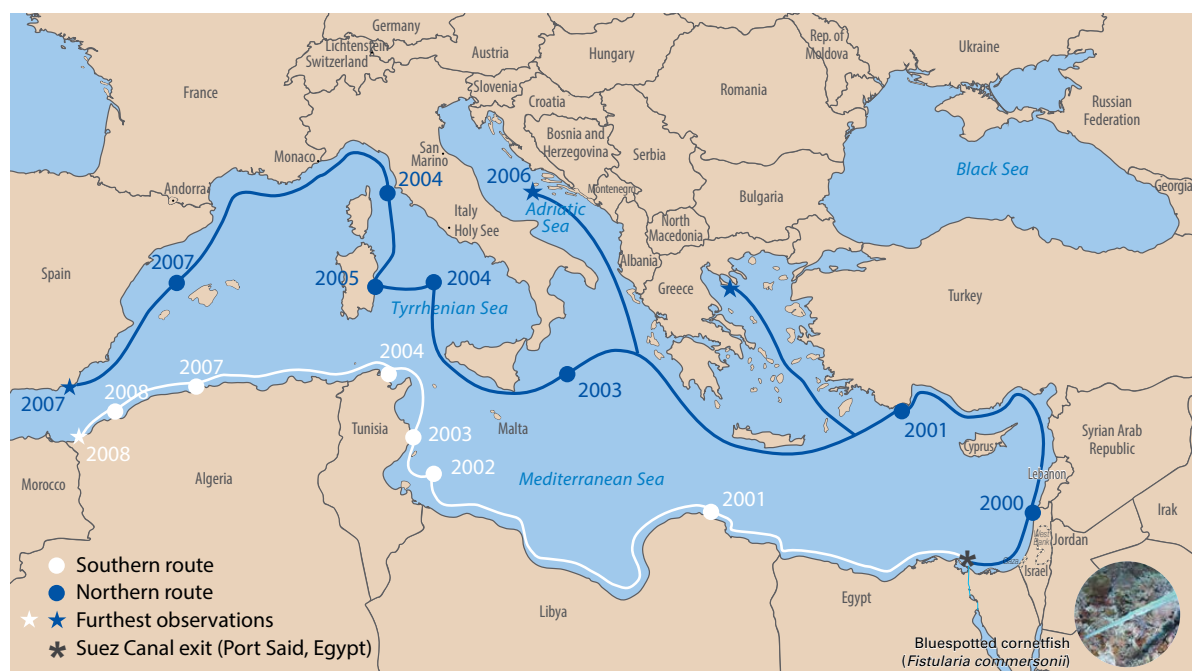 Germany
Lichtenstein
Switzerland
Austria
Hungary
Rep. of
Moldova
Ukraine
France
Slovenia
Croatia
Romania
Russian
Federation
Bosnia and
Herzegovina
Serbia
Monaco
San
Marino
Black Sea
Andorra
2004
2006
Montenegro
Bulgaria
Georgia
Adriatic
Sea
Italy
Holy See
North
Macedonia
Albania
Spain
2007
2005
2004
Greece
Turkey
Tyrrhenian Sea
2004
2007
2003
2007
2008
2001
2008
Tunisia
2003
Malta
Cyprus
Syrian Arab
Republic
2002
Mediterranean Sea
Lebanon
Morocco
Algeria
2001
2000
Irak
West
Bank
Jordan
Gaza
Israel
Southern route
Northern route
Furthest observations
Suez Canal exit (Port Said, Egypt)
Libya
Egypt
Bluespotted cornetfish
(Fistularia commersonii)